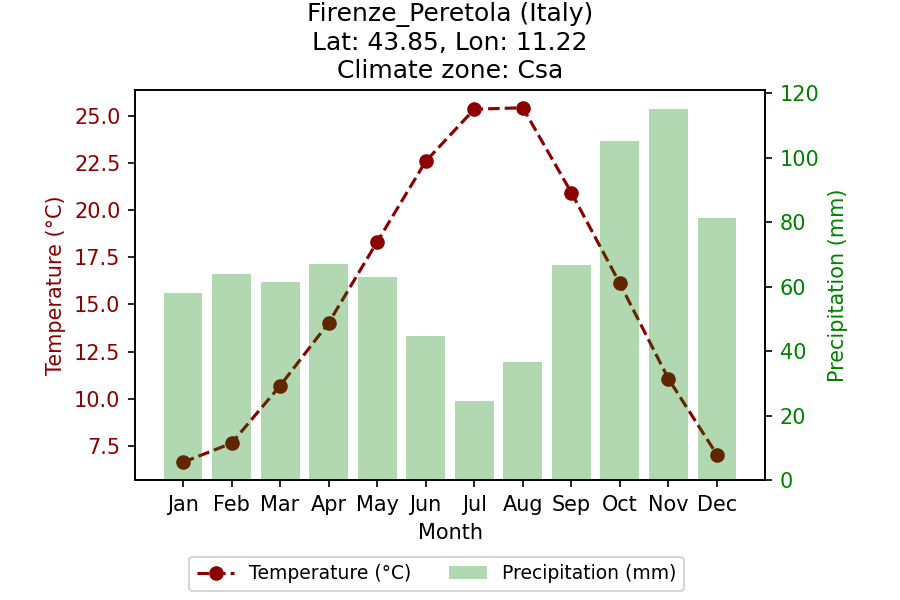 Firenze_Peretola (Italy)
Lat: 43.85, Lon: 11.22
Climate zone: Csa
Temperature (°C)
25.0
22.5
20.0
17.5
15.0
12.5
10.0
7.5
120
100
80
60
40
20
0
Precipitation (mm)
Jan Feb Mar Apr May Jun Jul Aug Sep Oct Nov Dec
Month
Temperature (°C) Precipitation (mm)